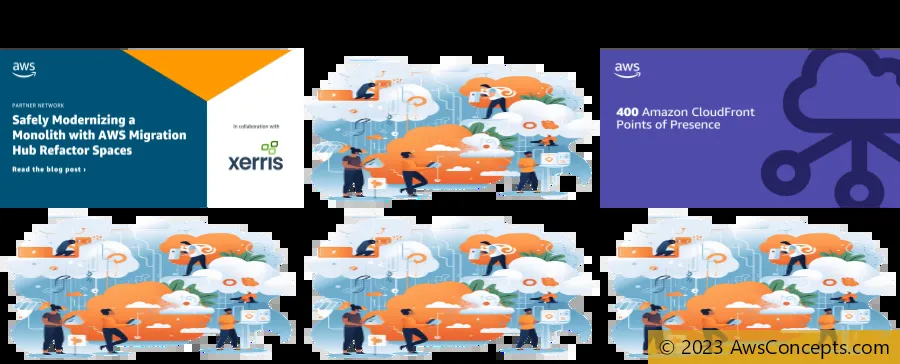 aws
PARTNER NETWORK
Safely Modernizing a
Monolith with AWS Migration
Hub Refactor Spaces
Read the blog post ›
In collaboration with
xerris
aws
400 Amazon CloudFront
Points of Presence
© 2023 AwsConcepts.com